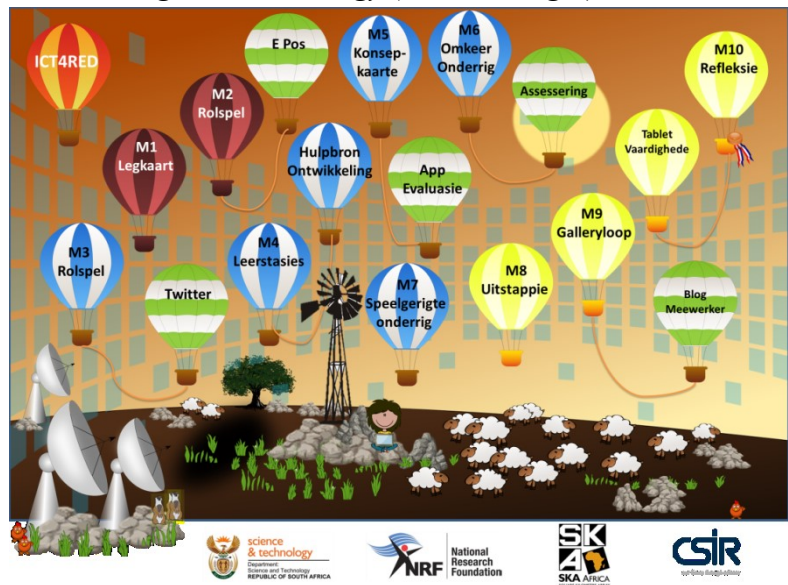 ICT4RED
M1
Legkaart
M2
Rolspel
E Pos
M5
Konsep-
kaarte
M6
Omkeer
Onderrig
Assessering
M10
Refleksie
Hulpbron
Ontwikkeling
App
Evaluasie
Tablet
Vaardighede
M9
Galleryloop
M3
Rolspel
Twitter
M4
Leerstasies
M7
Speelgerigte
onderrig
M8
Uitstappie
Blog
Meewerker
science
& technology
Department:
Science and Technology
REPUBLIC OF SOUTH AFRICA
NRF
National
Research
Foundation
SKA
SKA AFRICA
CSIR